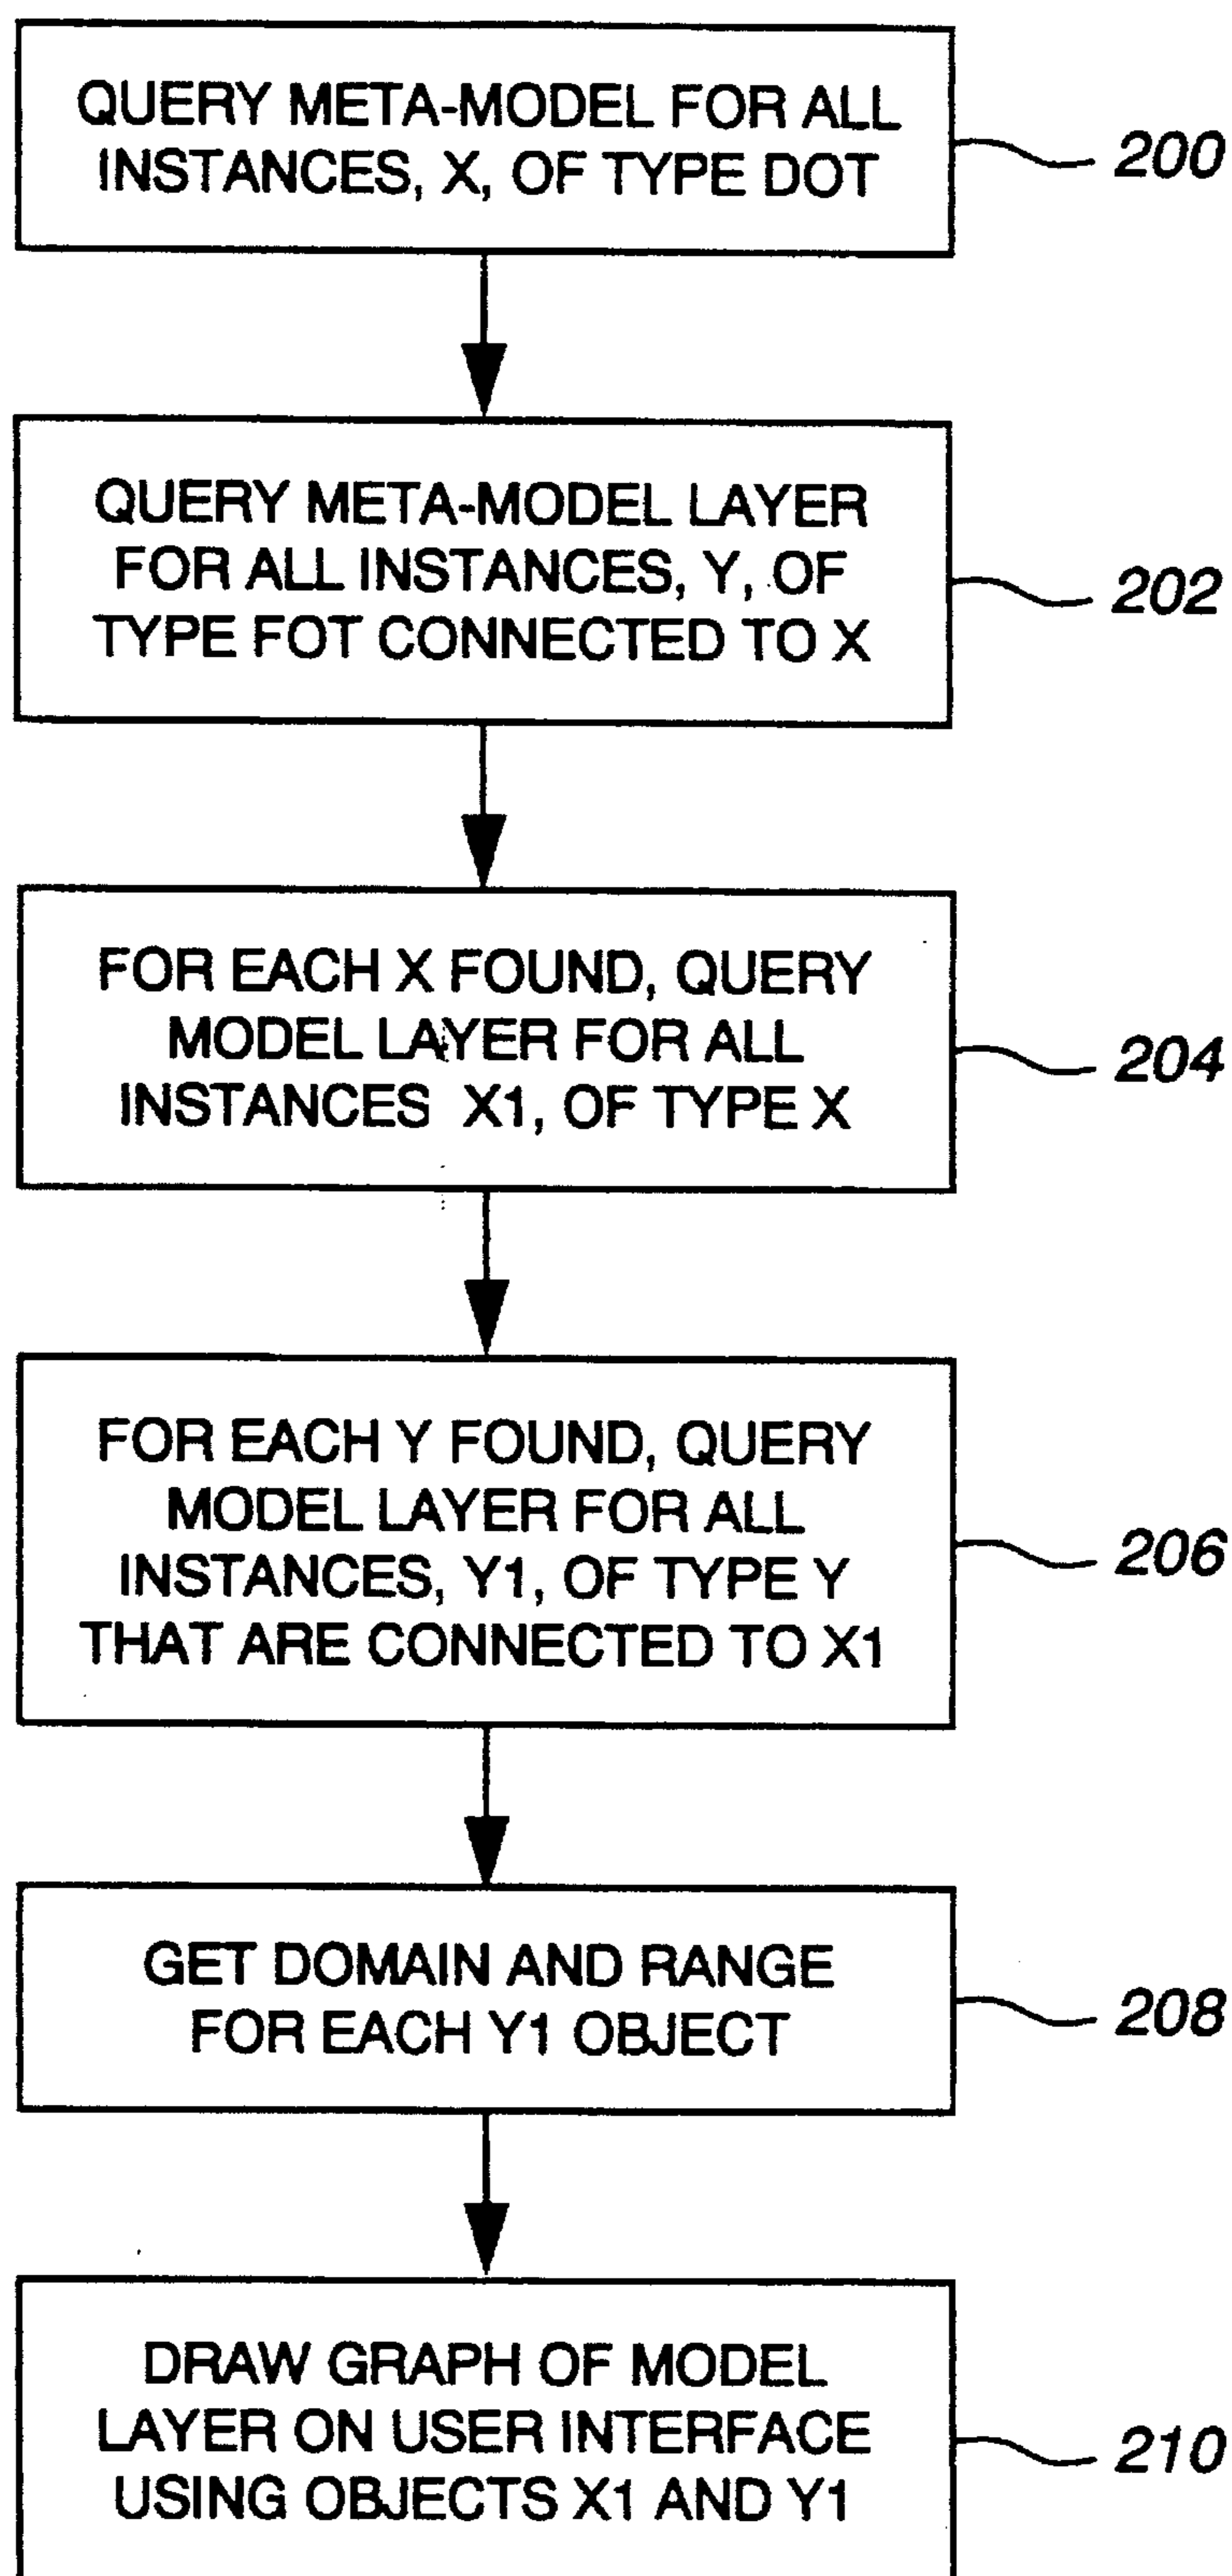 QUERY META-MODEL FOR ALL
INSTANCES, X, OF TYPE DOT
200
QUERY META-MODEL LAYER
FOR ALL INSTANCES, Y, OF
TYPE FOT CONNECTED TO X
202
FOR EACH X FOUND, QUERY
MODEL LAYER FOR ALL
INSTANCES X1, OF TYPE X
204
FOR EACH Y FOUND, QUERY
MODEL LAYER FOR ALL
INSTANCES, Y1, OF TYPE Y
THAT ARE CONNECTED TO X1
206
GET DOMAIN AND RANGE
FOR EACH Y1 OBJECT
208
DRAW GRAPH OF MODEL
LAYER ON USER INTERFACE
USING OBJECTS X1 AND Y1
210